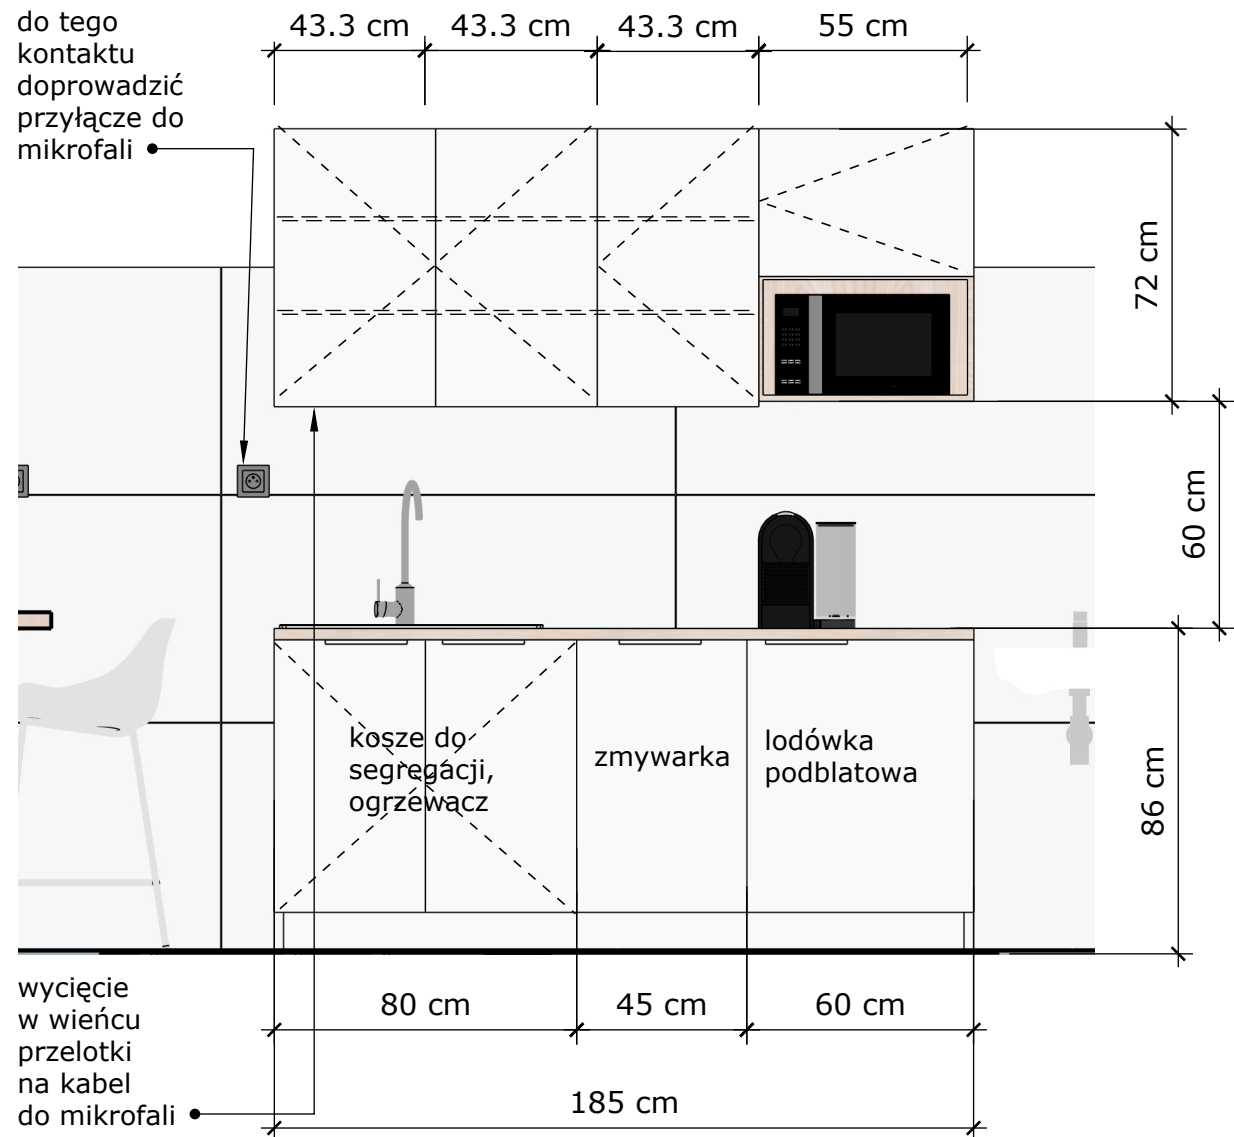 do tego
kontaktu
doprowadzić
przyłącze do
mikrofali
43.3 cm
43.3 cm
43.3 cm
55 cm
72 cm
60 cm
86 cm
kosze do
segregacji,
ogrzewacz
zmywarka
lodówka
podblatowa
80 cm
45 cm
60 cm
185 cm
wycięcie
w wieńcu
przelotki
na kabel
do mikrofali